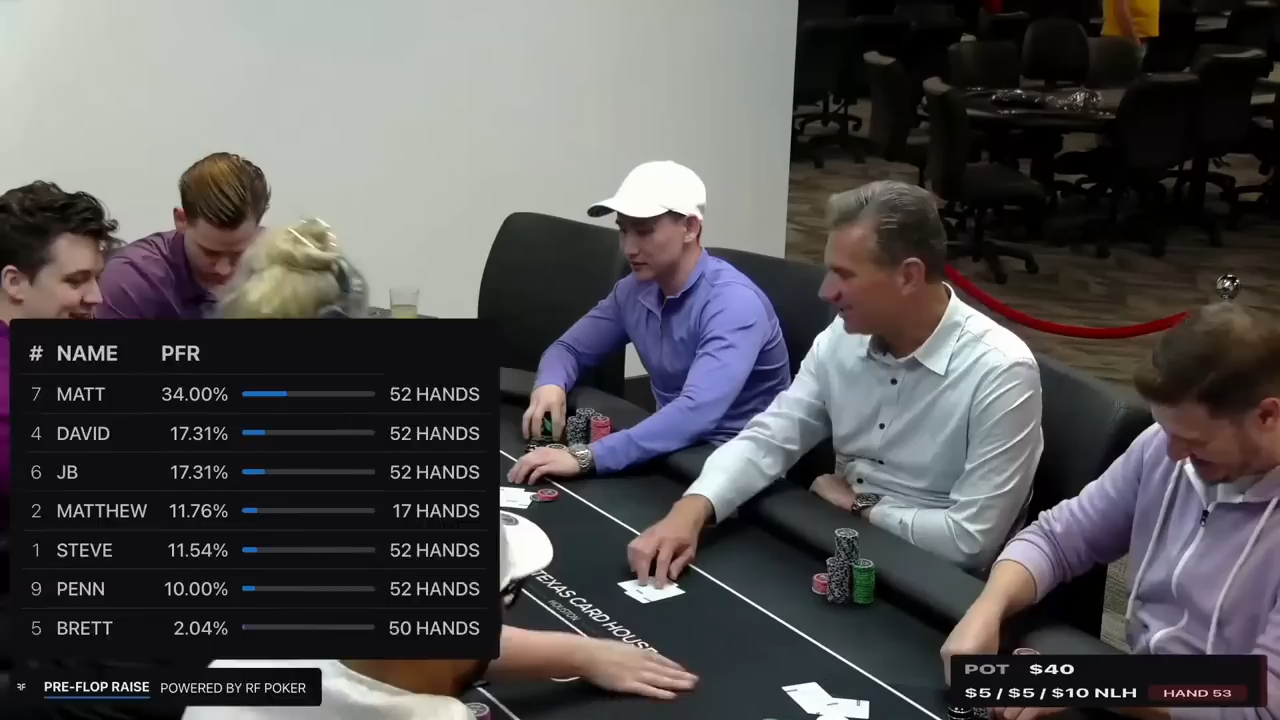 # NAME PFR
7 MATT 34.00% 52 HANDS
4 DAVID 17.31% 52 HANDS
6 JB 17.31% 52 HANDS
2 MATTHEW 11.76% 17 HANDS
1 STEVE 11.54% 52 HANDS
9 PENN 10.00% 52 HANDS
5 BRETT 2.04% 50 HANDS
TEXAS CARD HOUSE
HOUSTON
RF PRE-FLOP RAISE POWERED BY RF POKER
POT $40
$5 / $5 / $10 NLH HAND 53